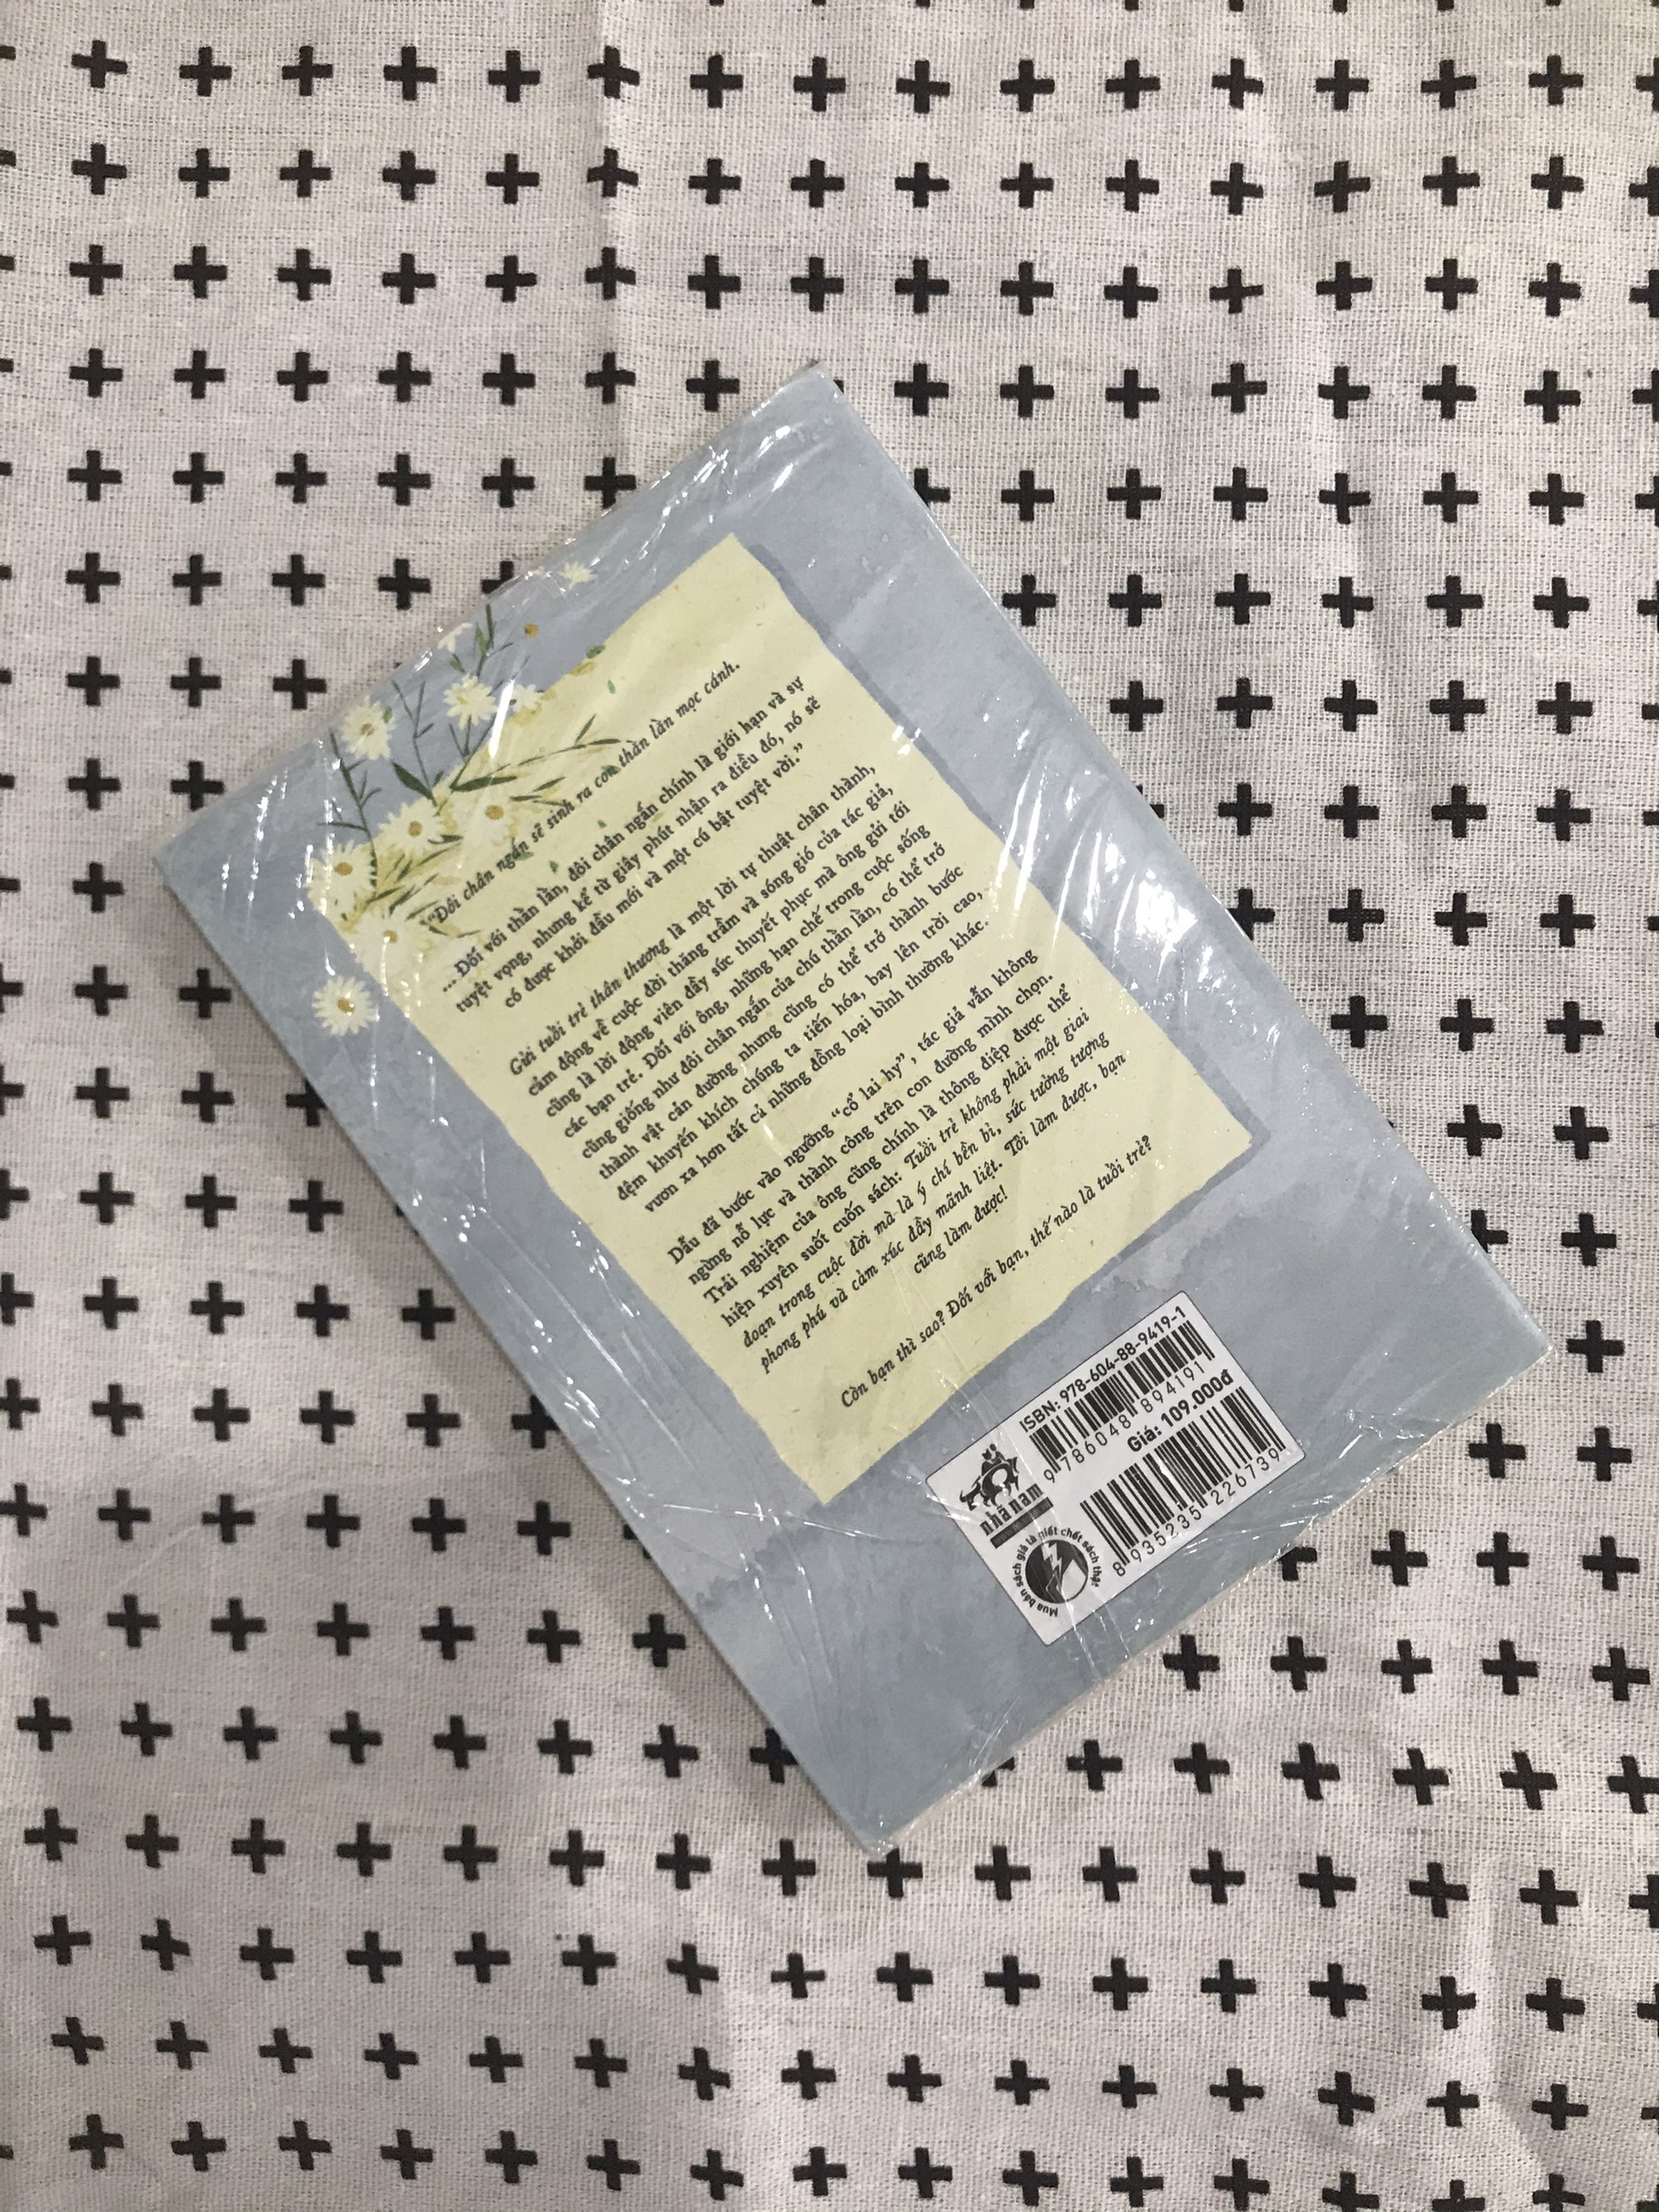 "Đôi chân ngắn sẽ sinh ra con thằn lằn mọc cánh.
...Đối với thằn lằn, đôi chân ngắn chính là giới hạn và sự
tuyệt vọng, nhưng kể từ giây phút nhận ra điều đó, nó sẽ
có được khởi đầu mới và một cú bật tuyệt vời."
Gửi tuổi trẻ thân thương là một lời tự thuật chân thành,
cảm động về cuộc đời thăng trầm và sóng gió của tác giả,
cũng là lời động viên đầy sức thuyết phục mà ông gửi tới
các bạn trẻ. Đối với ông, những hạn chế trong cuộc sống
cũng giống như đôi chân ngắn của chú thằn lằn, có thể trở
thành vật cản đường nhưng cũng có thể trở thành bước
đệm khuyến khích chúng ta tiến hóa, bay lên trời cao,
vươn xa hơn tất cả những đồng loại bình thường khác.
Dẫu đã bước vào ngưỡng "cổ lai hy", tác giả vẫn không
ngừng nỗ lực và thành công trên con đường mình chọn.
Trải nghiệm của ông cũng chính là thông điệp được thể
hiện xuyên suốt cuốn sách: Tuổi trẻ không phải một giai
đoạn trong cuộc đời mà là ý chí bền bỉ, sức tưởng tượng
phong phú và cảm xúc đầy mãnh liệt. Tôi làm được, bạn
cũng làm được!
Còn bạn thì sao? Đối với bạn, thế nào là tuổi trẻ?
ISBN: 978-604-88-9419-1
9 786048 894191
Giá: 109.000đ
8 935235 226739
nhã nam
Mua bán sách giả là giết chết sách thật